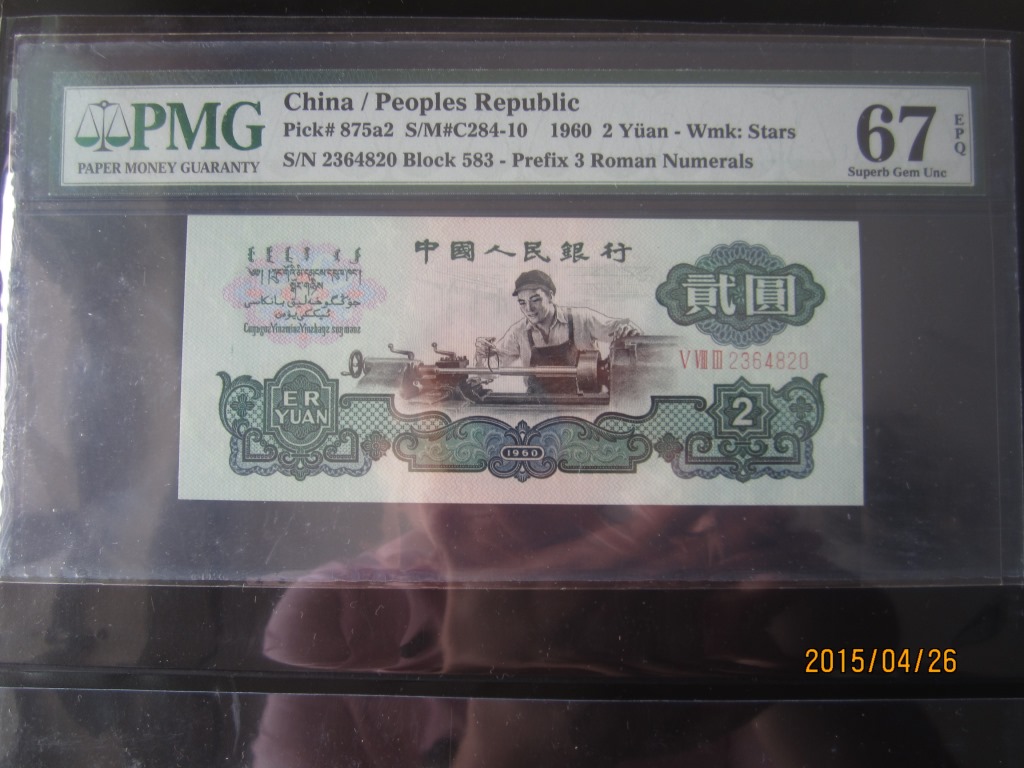 PMG
PAPER MONEY GUARANTY
China / Peoples Republic
Pick# 875a2 S/M#C284-10 1960 2 Yüan - Wmk: Stars
S/N 2364820 Block 583 - Prefix 3 Roman Numerals
67
EPQ
Superb Gem Unc
中國人民銀行
貳圓
V VIII III 2364820
ER
YUAN
2
1960
2015/04/26